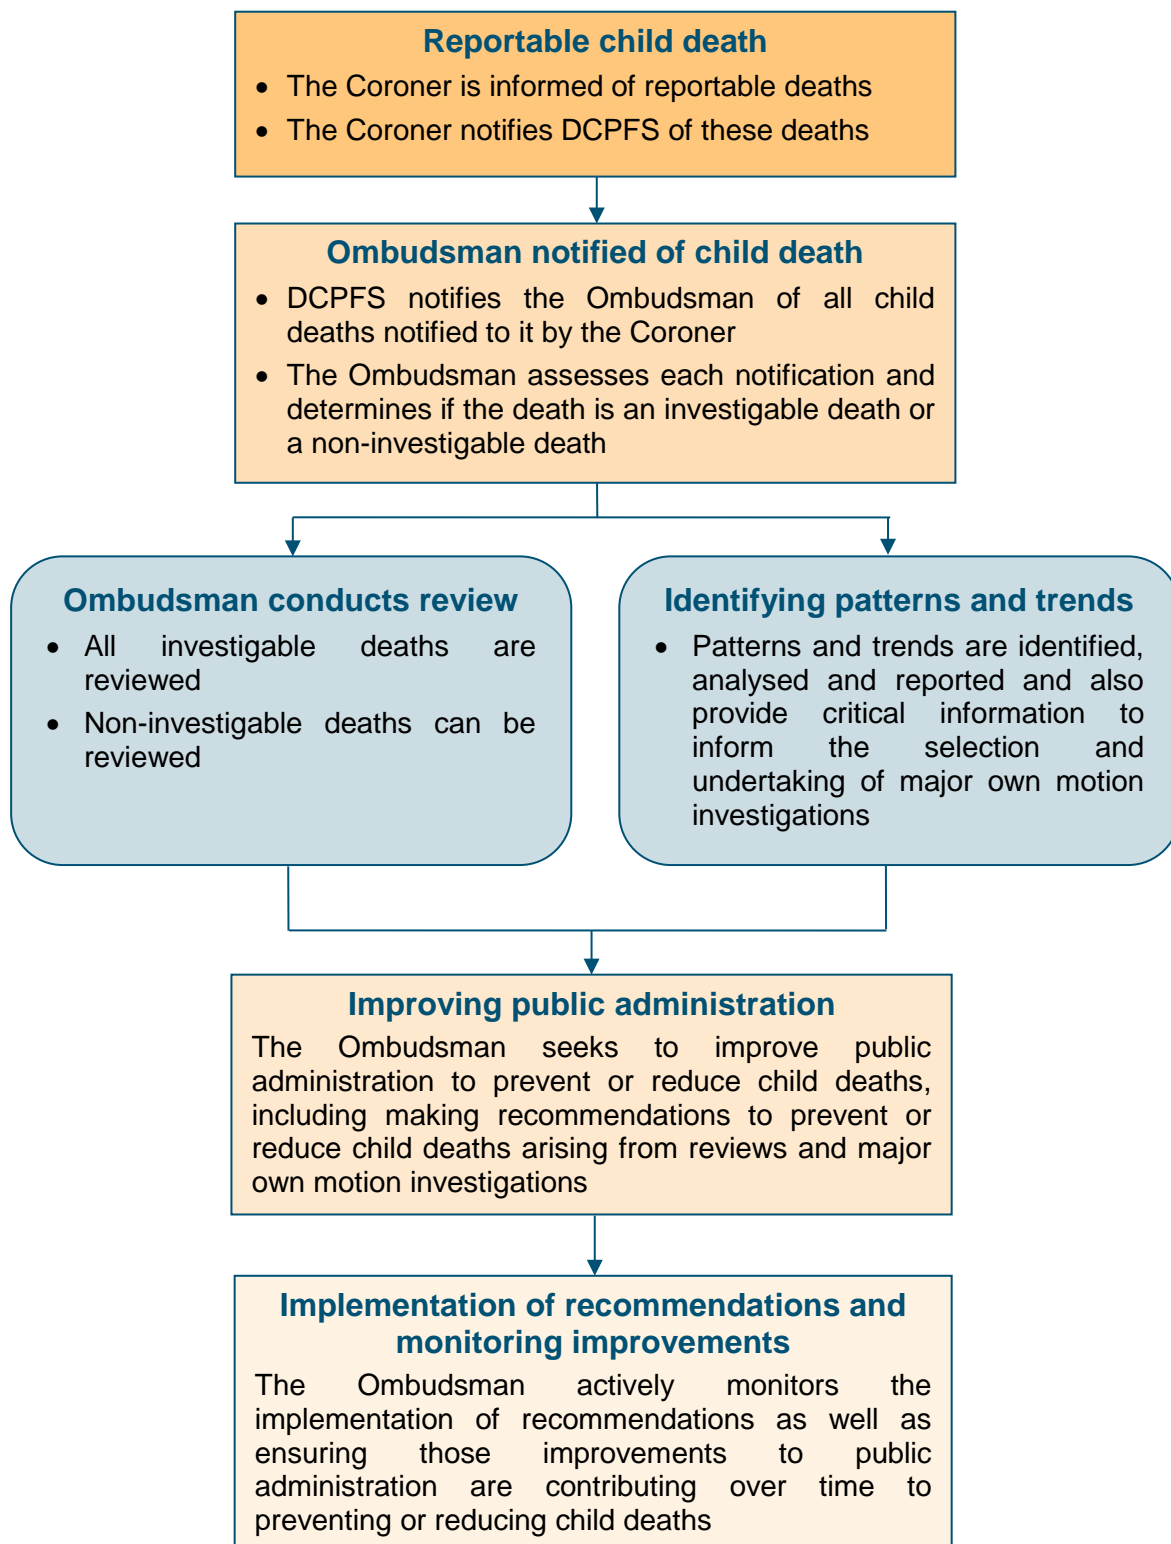 Reportable child death
• The Coroner is informed of reportable deaths
• The Coroner notifies DCPFS of these deaths
Ombudsman notified of child death
• DCPFS notifies the Ombudsman of all child
deaths notified to it by the Coroner
• The Ombudsman assesses each notification and
determines if the death is an investigable death or
a non-investigable death
Ombudsman conducts review
• All investigable deaths are
reviewed
• Non-investigable deaths can be
reviewed
Identifying patterns and trends
• Patterns and trends are identified,
analysed and reported and also
provide critical information to
inform the selection and
undertaking of major own motion
investigations
Improving public administration
The Ombudsman seeks to improve public
administration to prevent or reduce child deaths,
including making recommendations to prevent or
reduce child deaths arising from reviews and major
own motion investigations
Implementation of recommendations and
monitoring improvements
The Ombudsman actively monitors the
implementation of recommendations as well as
ensuring those improvements to public
administration are contributing over time to
preventing or reducing child deaths